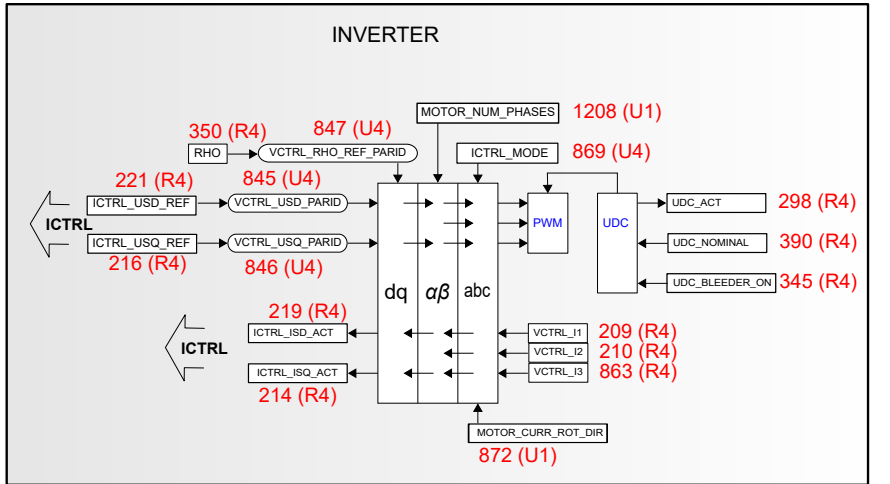 INVERTER
MOTOR_NUM_PHASES
1208 (U1)
350 (R4)
847 (U4)
RHO
VCTRL_RHO_REF_PARID
ICTRL_MODE
869 (U4)
221 (R4)
845 (U4)
ICTRL_USD_REF
VCTRL_USD_PARID
UDC_ACT
298 (R4)
ICTRL
PWM
UDC
ICTRL_USQ_REF
VCTRL_USQ_PARID
UDC_NOMINAL
390 (R4)
216 (R4)
846 (U4)
UDC_BLEEDER_ON
345 (R4)
dq
αβ
abc
219 (R4)
ICTRL_ISD_ACT
VCTRL_I1
209 (R4)
ICTRL
VCTRL_I2
210 (R4)
ICTRL_ISQ_ACT
VCTRL_I3
863 (R4)
214 (R4)
MOTOR_CURR_ROT_DIR
872 (U1)